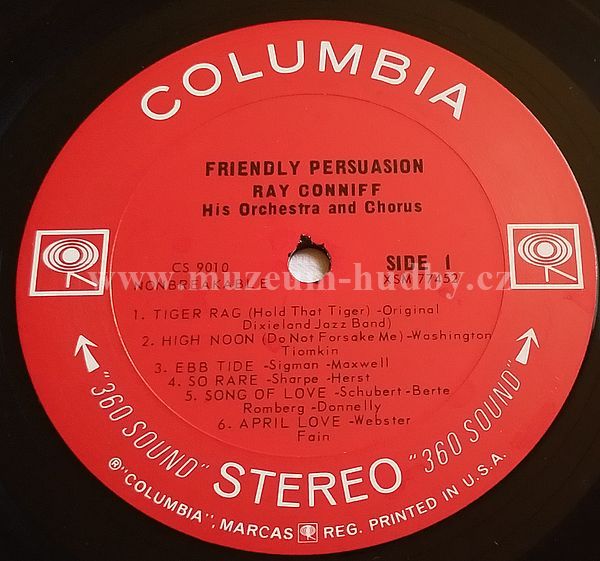 COLUMBIA
FRIENDLY PERSUASION
RAY CONNIFF
His Orchestra and Chorus
CS 9010
NONBREAKABLE
SIDE 1
XSM 77452
www.muzeum-hudby.cz
1. TIGER RAG (Hold That Tiger) -Original
Dixieland Jazz Band)
2. HIGH NOON (Do Not Forsake Me) -Washington
Tiomkin
3. EBB TIDE -Sigman -Maxwell
4. SO RARE -Sharpe -Herst
5. SONG OF LOVE -Schubert -Berte
Romberg -Donnelly
6. APRIL LOVE -Webster
Fain
"360 SOUND" STEREO "360 SOUND"
® "COLUMBIA", MARCAS REG. PRINTED IN U.S.A.